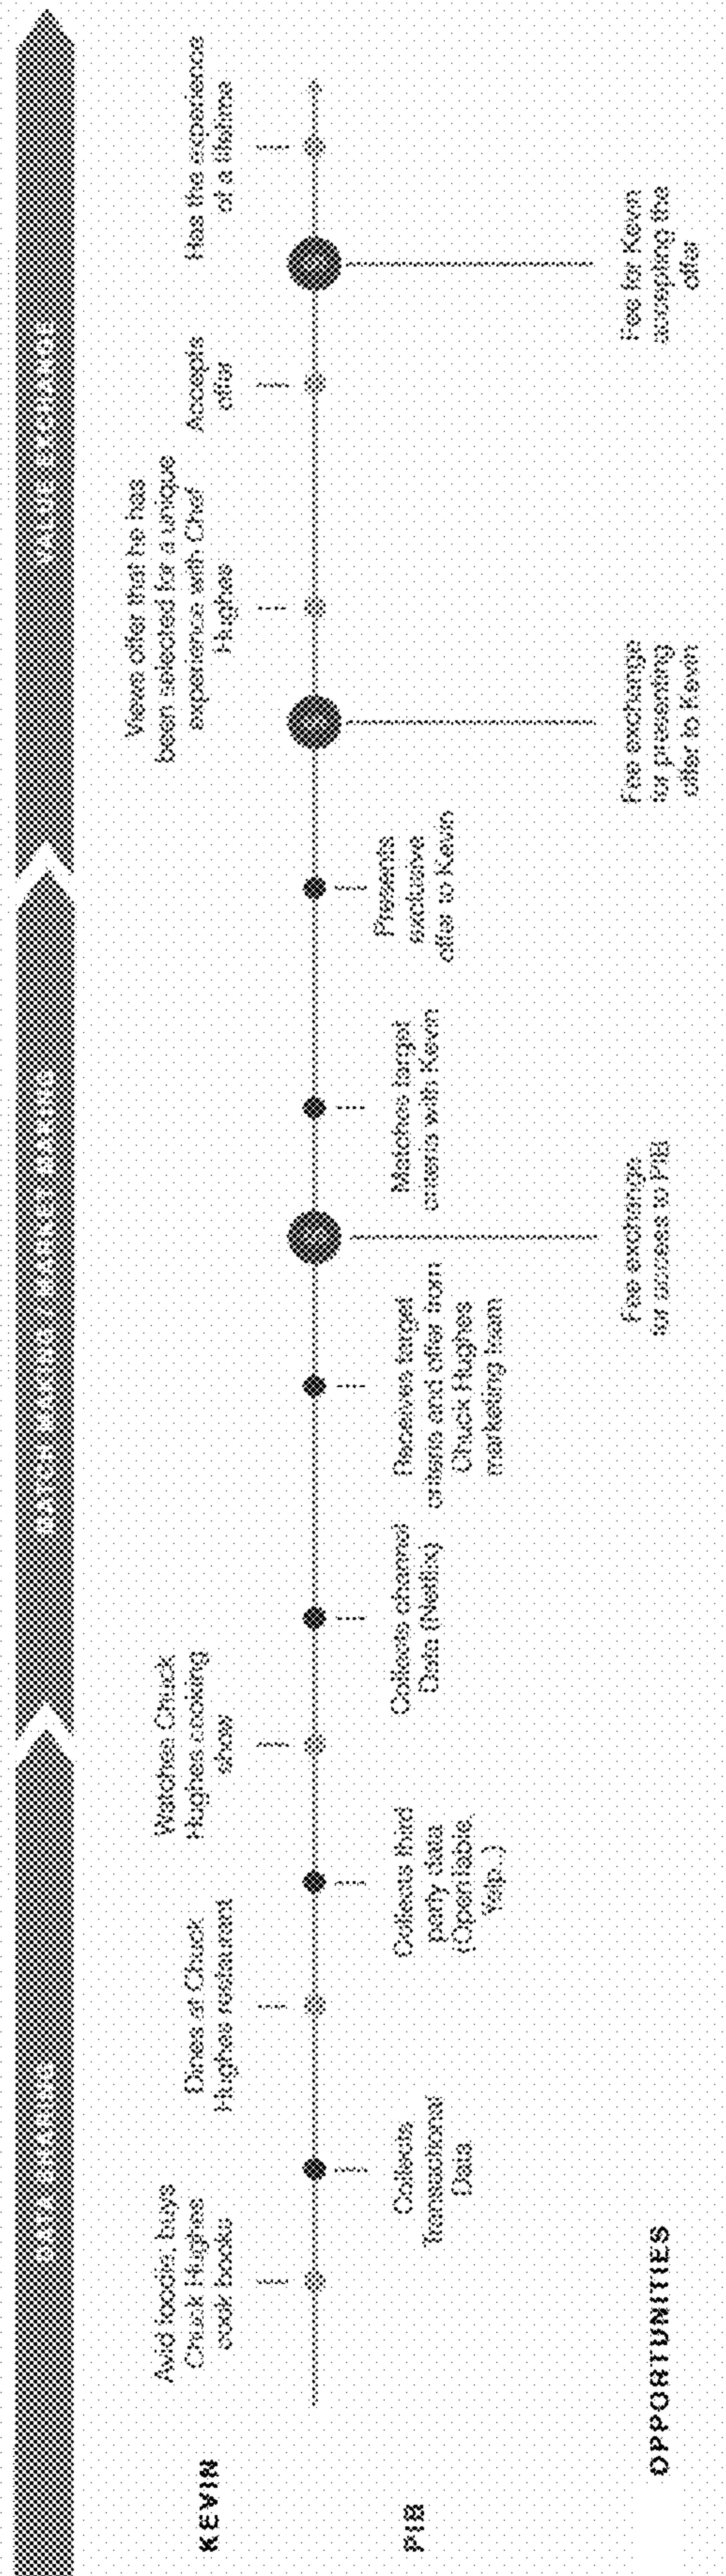 KEVIN
Avid foodie, buys
Chuck Hughes
cook books
Dines at Chuck
Hughes restaurant
Watches Chuck
Hughes cooking
show
Views offer that he has
been selected for a unique
experience with Chef
Hughes
Accepts
offer
Has the experience
of a lifetime
PIB
Collects
Transactional
Data
Collects third
party data
(OpenTable,
Yelp..)
Collects channel
Data (Netflix)
Receives target
criteria and offer from
Chuck Hughes
marketing team
Matches target
criteria with Kevin
Presents
exclusive
offer to Kevin
OPPORTUNITIES
Fee exchange
for access to PIB
Fee exchange
for presenting
offer to Kevin
Fee for Kevin
accepting the
offer